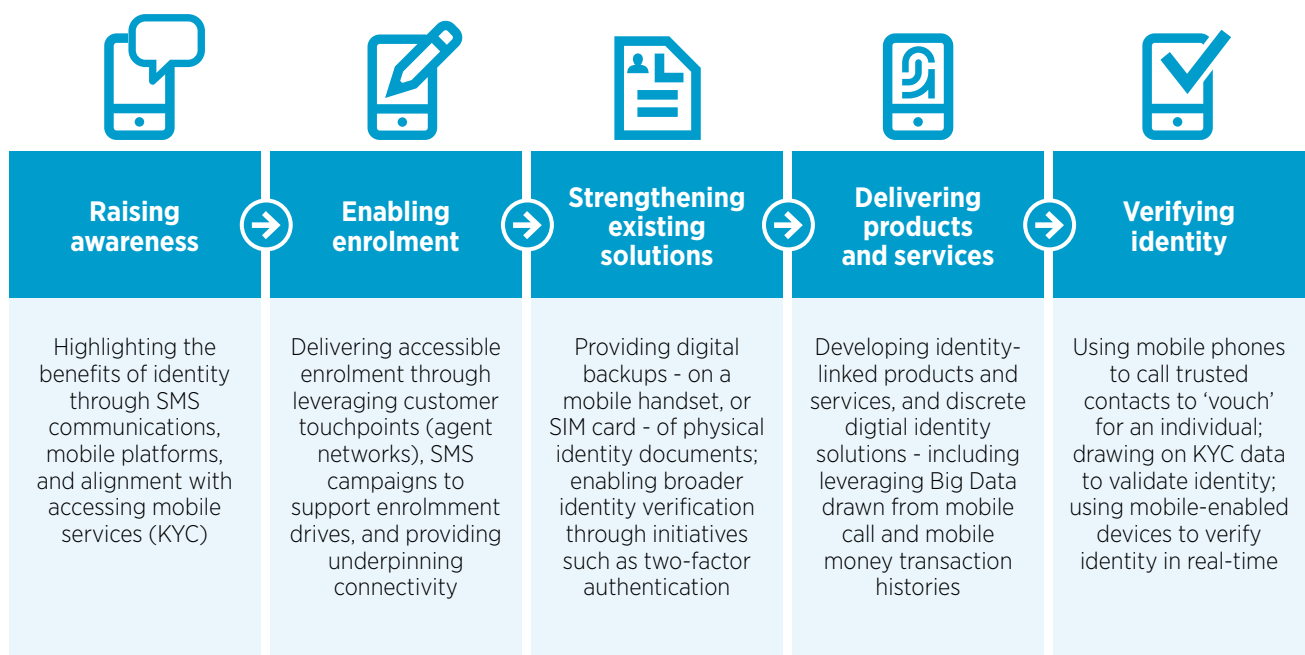 Raising
awareness
Enabling
enrolment
Strengthening
existing
solutions
Delivering
products
and services
Verifying
identity
Highlighting the
benefits of identity
through SMS
communications,
mobile platforms,
and alignment with
accessing mobile
services (KYC)
Delivering accessible
enrolment through
leveraging customer
touchpoints (agent
networks), SMS
campaigns to
support enrolmment
drives, and providing
underpinning
connectivity
Providing digital
backups - on a
mobile handset, or
SIM card - of physical
identity documents;
enabling broader
identity verification
through initiatives
such as two-factor
authentication
Developing identity-
linked products and
services, and discrete
digtial identity
solutions - including
leveraging Big Data
drawn from mobile
call and mobile
money transaction
histories
Using mobile phones
to call trusted
contacts to ‘vouch’
for an individual;
drawing on KYC data
to validate identity;
using mobile-enabled
devices to verify
identity in real-time